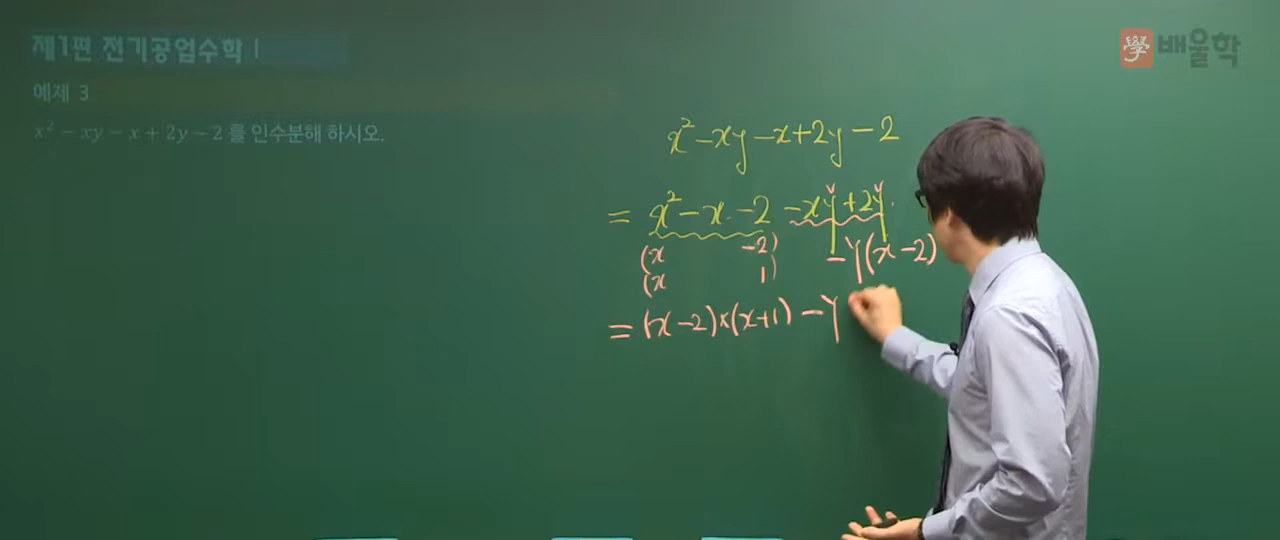 제1편 전기공업수학 I
예제 3
x² − xy − x + 2y − 2 를 인수분해 하시오.
學 배울학
x² − xy − x + 2y − 2
= x² − x − 2 − xy + 2y
(x −2) − y(x − 2)
(x 1)
= (x − 2) × (x + 1) − y